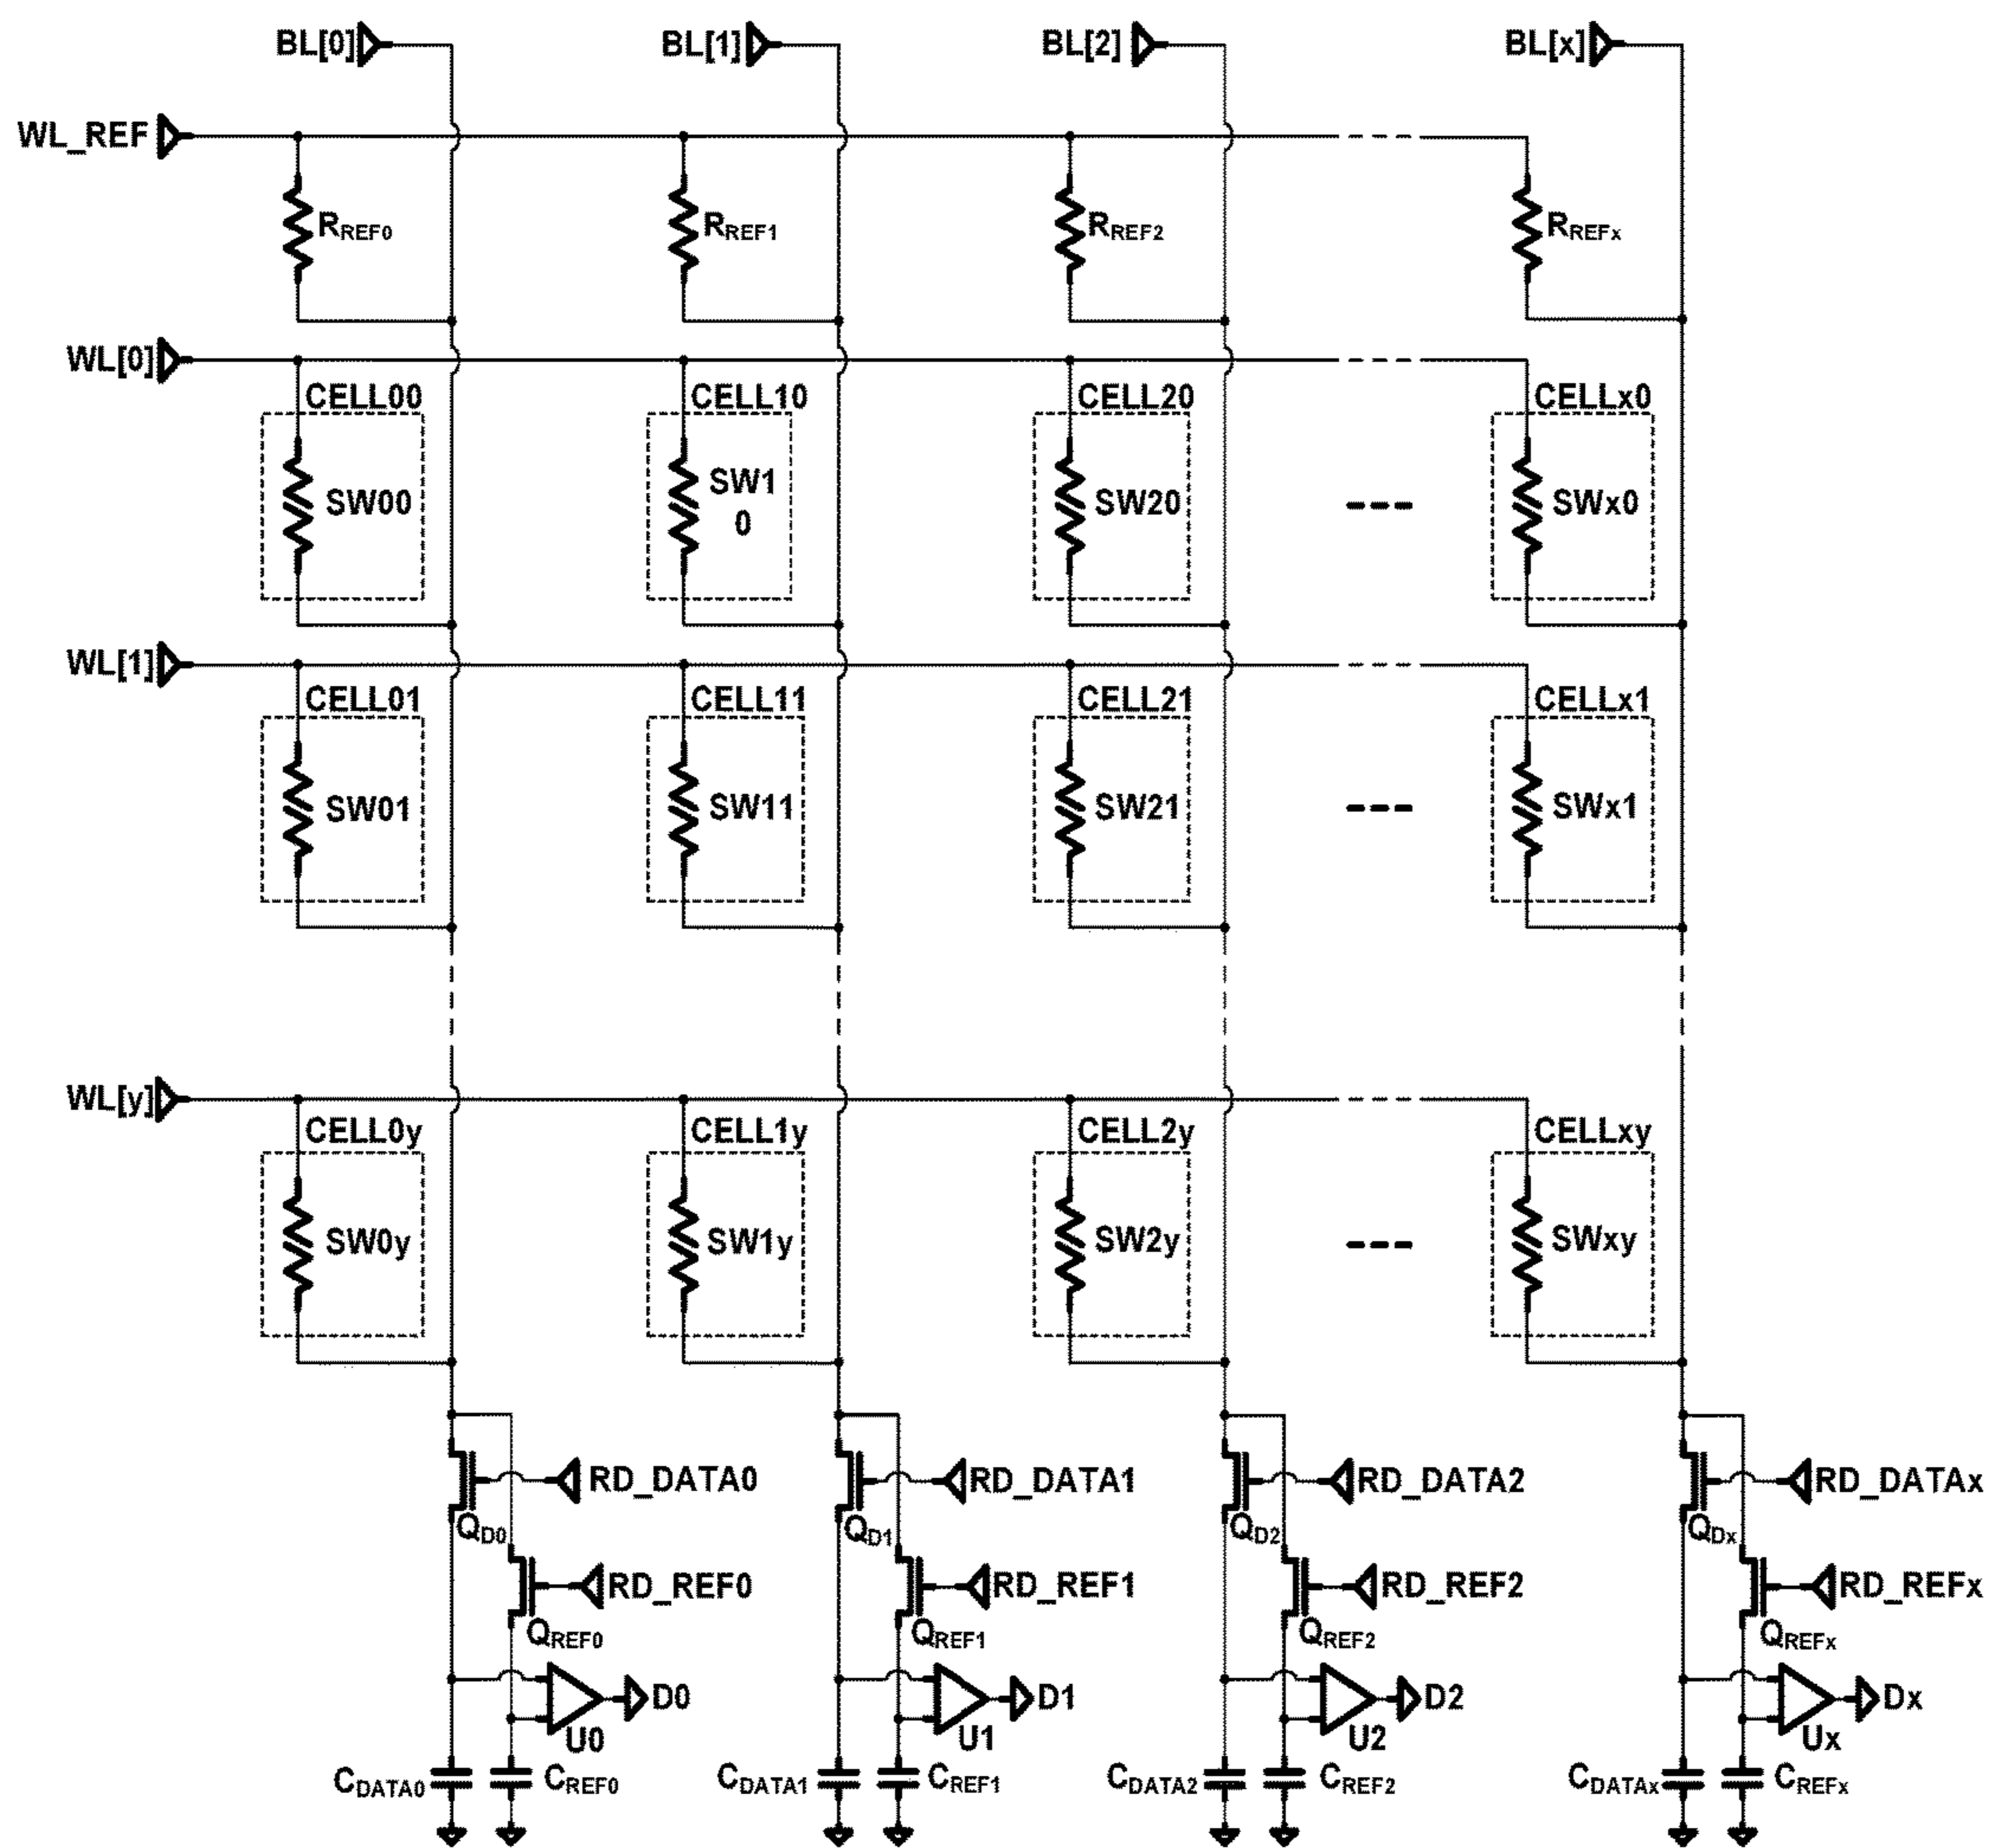 BL[0] BL[1] BL[2] BL[x]
WL_REF
RREF0 RREF1 RREF2 RREFx
WL[0]
CELL00 CELL10 CELL20 CELLx0
SW00 SW1 SW20 SWx0
0
WL[1]
CELL01 CELL11 CELL21 CELLx1
SW01 SW11 SW21 SWx1
WL[y]
CELL0y CELL1y CELL2y CELLxy
SW0y SW1y SW2y SWxy
RD_DATA0 RD_DATA1 RD_DATA2 RD_DATAx
QD0 QD1 QD2 QDx
RD_REF0 RD_REF1 RD_REF2 RD_REFx
QREF0 QREF1 QREF2 QREFx
D0 D1 D2 Dx
U0 U1 U2 Ux
CDATA0 CREF0 CDATA1 CREF1 CDATA2 CREF2 CDATAx CREFx